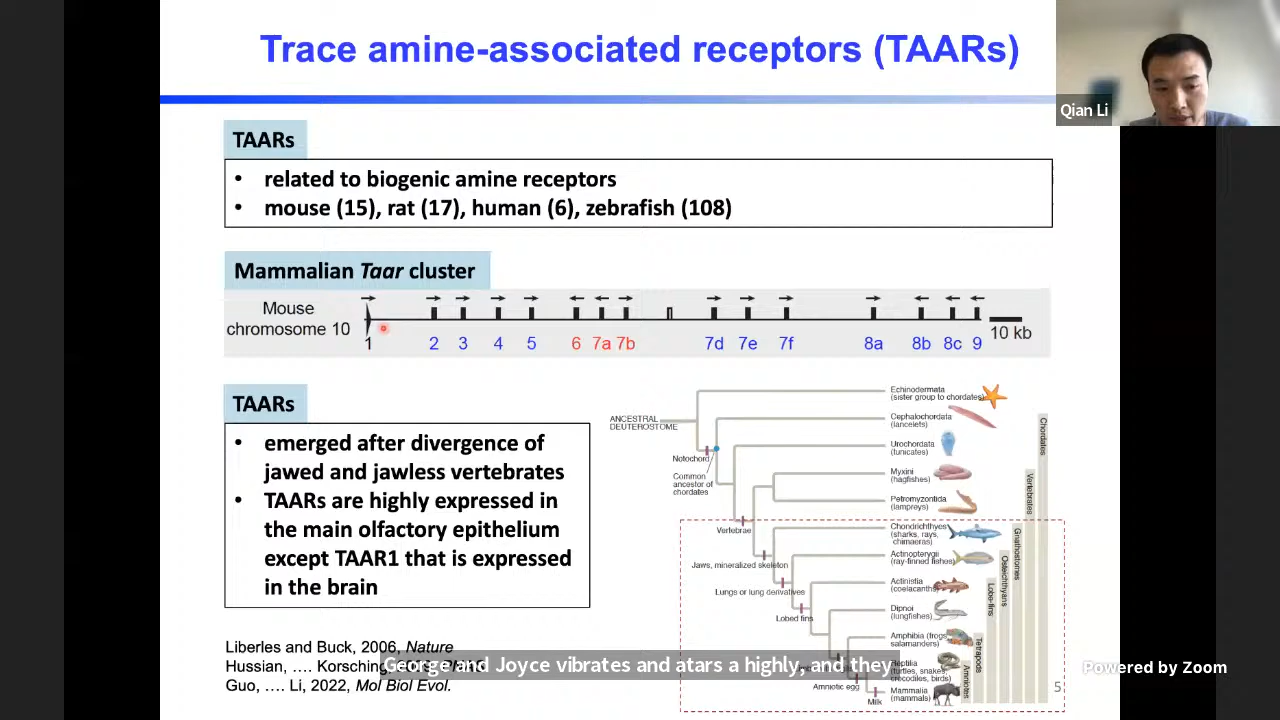 Trace amine-associated receptors (TAARs)
Qian Li
TAARs
• related to biogenic amine receptors
• mouse (15), rat (17), human (6), zebrafish (108)
Mammalian Taar cluster
Mouse
chromosome 10
1 2 3 4 5 6 7a 7b 7d 7e 7f 8a 8b 8c 9
10 kb
TAARs
• emerged after divergence of
jawed and jawless vertebrates
• TAARs are highly expressed in
the main olfactory epithelium
except TAAR1 that is expressed
in the brain
ANCESTRAL
DEUTEROSTOME
Notochord
Common
ancestor of
chordates
Vertebrae
Jaws, mineralized skeleton
Lungs or lung derivatives
Lobed fins
Amniotic egg
Milk
Echinodermata
(sister group to chordates)
Cephalochordata
(lancelets)
Urochordata
(tunicates)
Myxini
(hagfishes)
Petromyzontida
(lampreys)
Chondrichthyes
(sharks, rays,
chimaeras)
Actinopterygii
(ray-finned fishes)
Actinistia
(coelacanths)
Dipnoi
(lungfishes)
Amphibia (frogs,
salamanders)
Reptilia
(turtles, snakes,
crocodiles, birds)
Mammalia
(mammals)
Chordates
Vertebrates
Gnathostomes
Osteichthyans
Lobe-fins
Tetrapods
Amniotes
Liberles and Buck, 2006, Nature
Hussian, .... Korsching,
Guo, .... Li, 2022, Mol Biol Evol.
George and Joyce vibrates and atars a highly, and they
5
Powered by Zoom